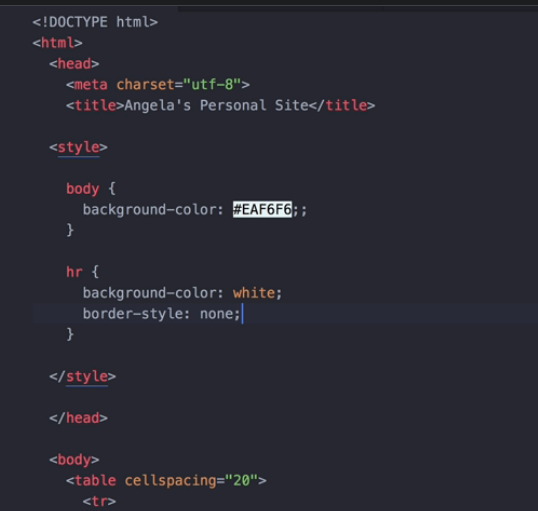 <!DOCTYPE html>
<html>
<head>
<meta charset="utf-8">
<title>Angela's Personal Site</title>
<style>
body {
background-color: #EAF6F6;;
}
hr {
background-color: white;
border-style: none;
}
</style>
</head>
<body>
<table cellspacing="20">
<tr>